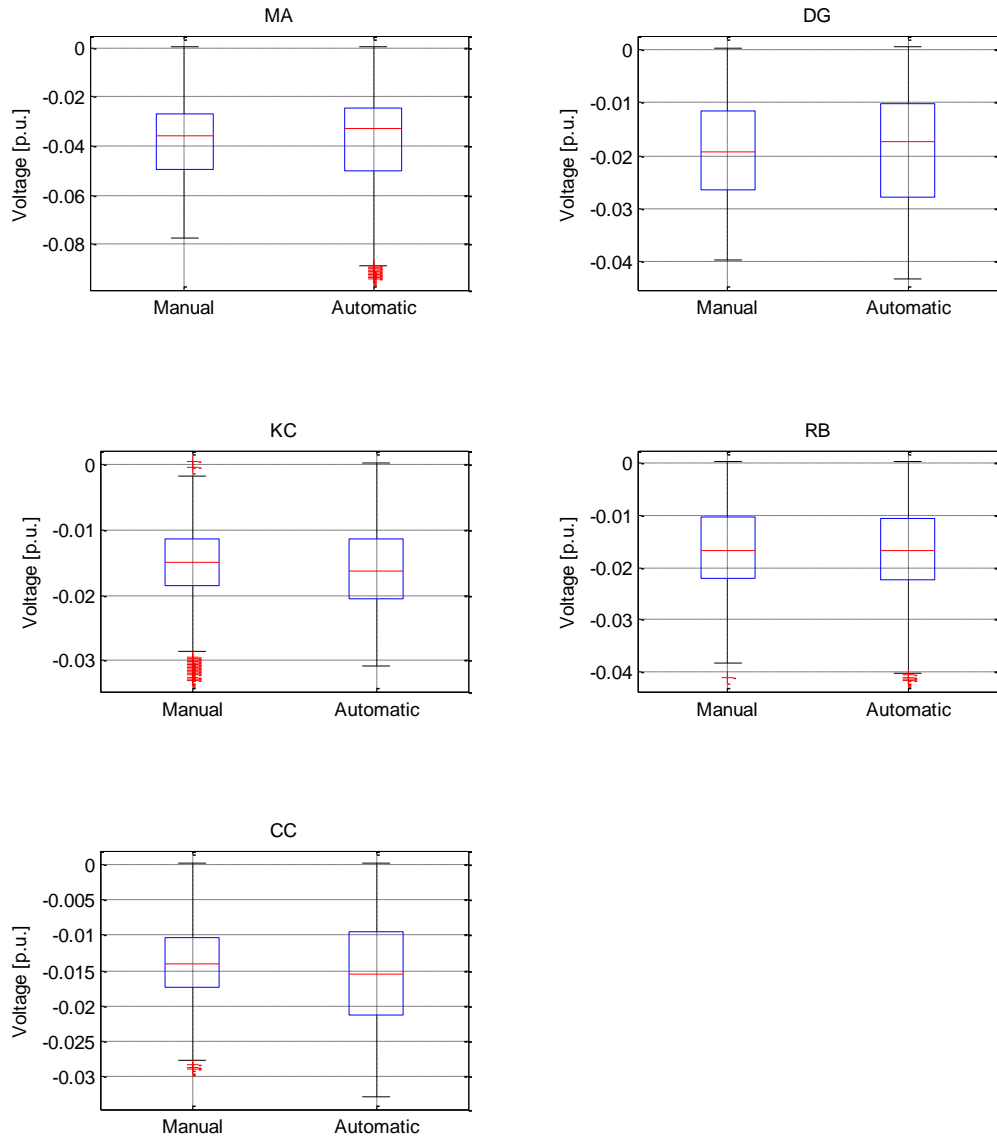 MA
0
-0.02
-0.04
-0.06
-0.08
Voltage [p.u.]
Manual
Automatic
DG
0
-0.01
-0.02
-0.03
-0.04
Voltage [p.u.]
Manual
Automatic
KC
0
-0.01
-0.02
-0.03
Voltage [p.u.]
Manual
Automatic
RB
0
-0.01
-0.02
-0.03
-0.04
Voltage [p.u.]
Manual
Automatic
CC
0
-0.005
-0.01
-0.015
-0.02
-0.025
-0.03
Voltage [p.u.]
Manual
Automatic